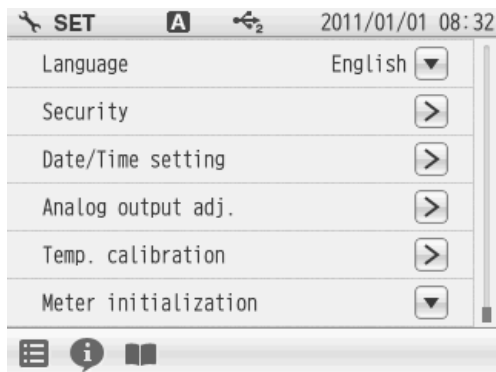 SET A 2 2011/01/01 08:32
Language English
Security
Date/Time setting
Analog output adj.
Temp. calibration
Meter initialization